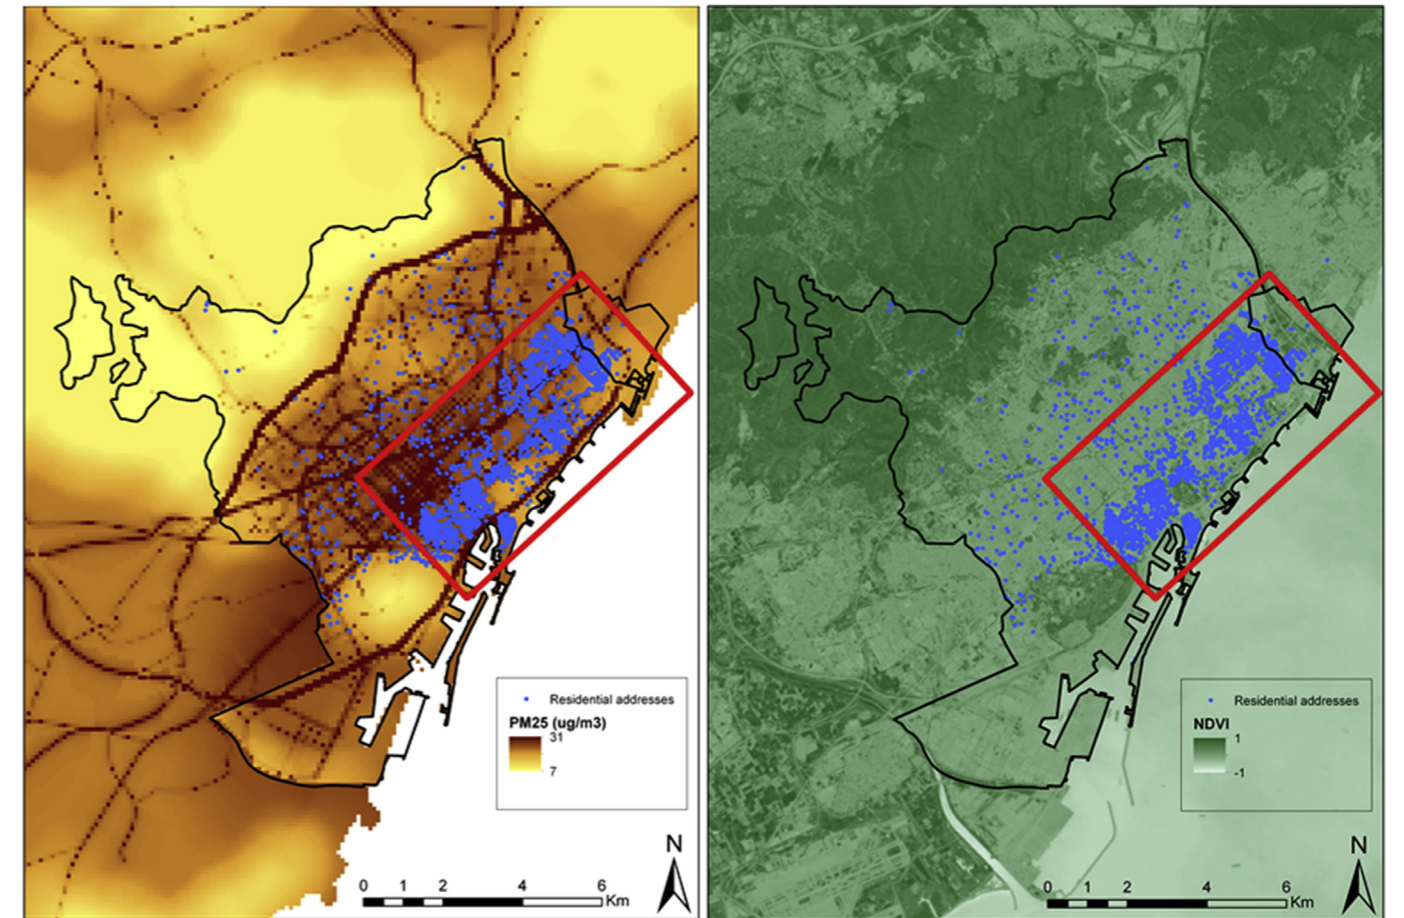 Residential addresses
PM25 (ug/m3)
31
7
N
0 1 2 4 6
Km
Residential addresses
NDVI
1
-1
N
0 1 2 4 6
Km